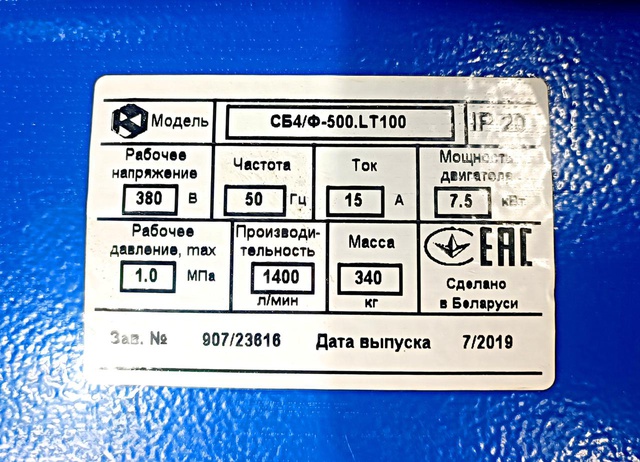 Модель СБ4/Ф-500.LT100 IP 20
Рабочее напряжение 380 В
Частота 50 Гц
Ток 15 А
Мощность двигателя 7.5 кВт
Рабочее давление, max 1.0 МПа
Производи-
тельность 1400 л/мин
Масса 340 кг
EAC
Сделано
в Беларуси
Зав. № 907/23616 Дата выпуска 7/2019